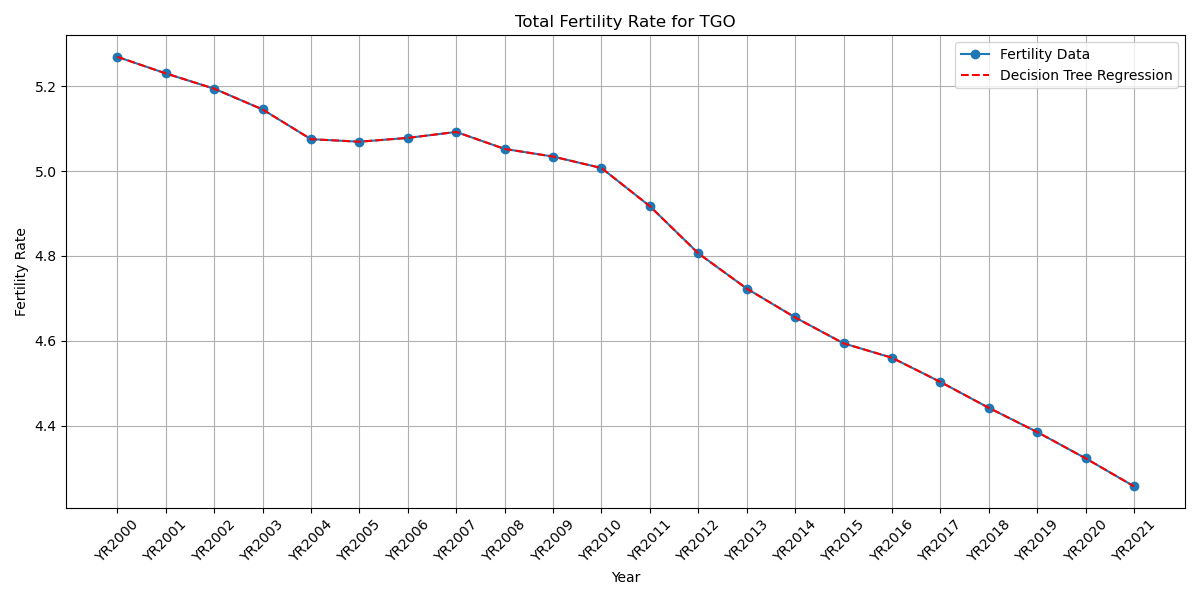 Total Fertility Rate for TGO
Fertility Data
Decision Tree Regression
Fertility Rate
5.2
5.0
4.8
4.6
4.4
YR2000
YR2001
YR2002
YR2003
YR2004
YR2005
YR2006
YR2007
YR2008
YR2009
YR2010
YR2011
YR2012
YR2013
YR2014
YR2015
YR2016
YR2017
YR2018
YR2019
YR2020
YR2021
Year